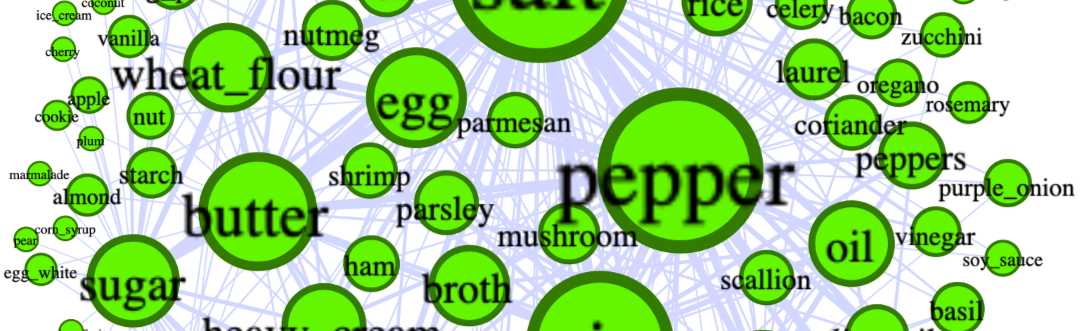 coconut
ice_cream
salt
rice
celery
bacon
vanilla
nutmeg
zucchini
cherry
wheat_flour
laurel
oregano
apple
egg
rosemary
cookie
nut
parmesan
coriander
plum
peppers
marmalade
starch
shrimp
pepper
purple_onion
almond
butter
parsley
corn_syrup
pear
mushroom
oil
vinegar
egg_white
ham
soy_sauce
sugar
broth
scallion
basil
heavy_cream